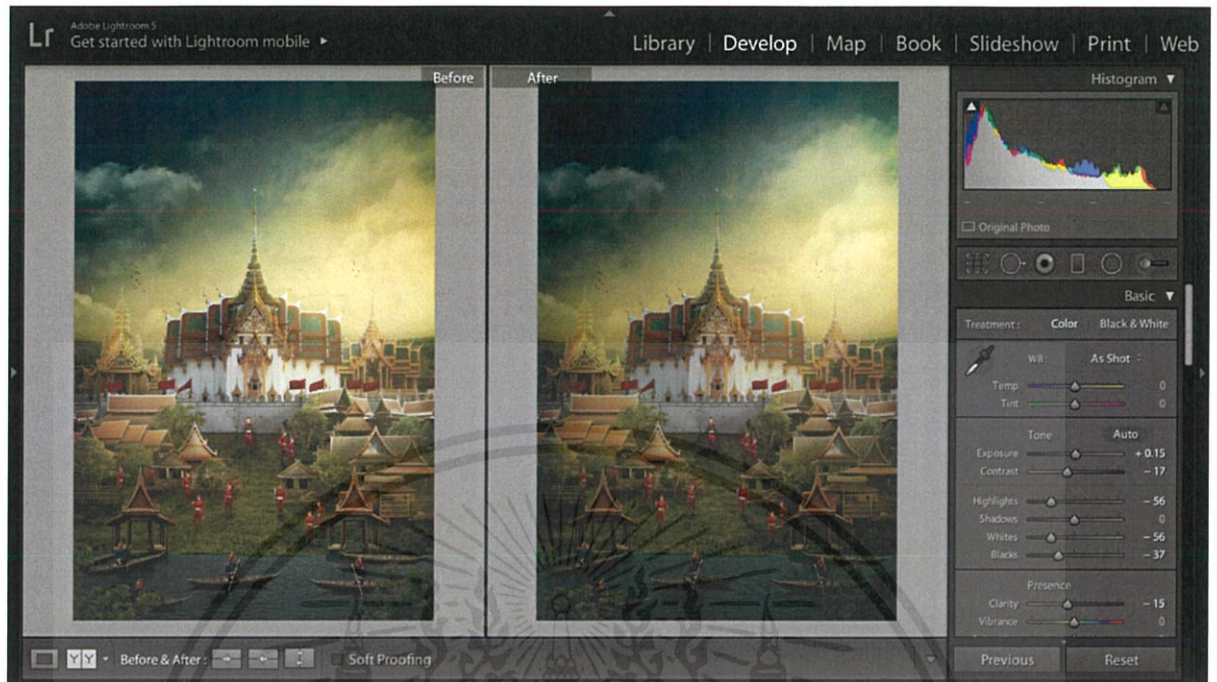 Lr
Adobe Lightroom 5
Get started with Lightroom mobile ▸
Library | Develop | Map | Book | Slideshow | Print | Web
Before
After
Histogram ▼
Original Photo
Basic ▼
Treatment : Color Black & White
WB : As Shot
Temp 0
Tint 0
Tone Auto
Exposure + 0.15
Contrast - 17
Highlights - 56
Shadows 0
Whites - 56
Blacks - 37
Presence
Clarity - 15
Vibrance 0
YY Before & After : Soft Proofing
Previous Reset